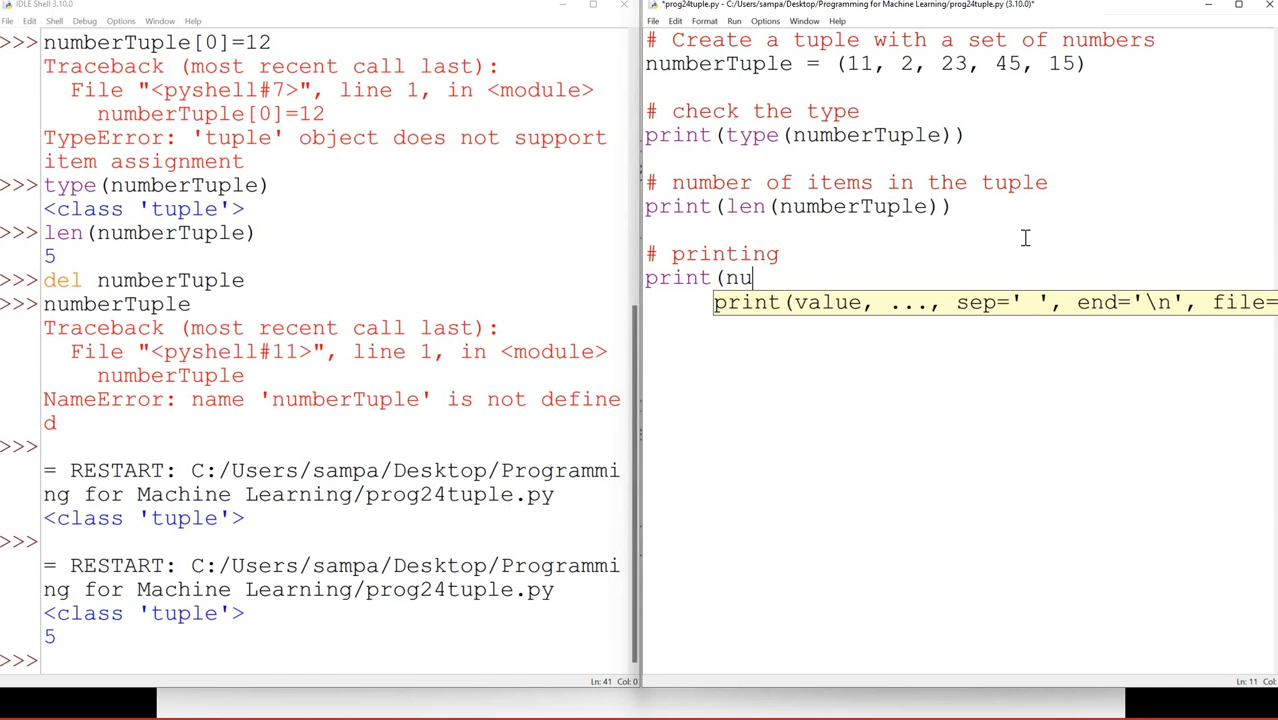 IDLE Shell 3.10.0
File Edit Shell Debug Options Window Help
>>> numberTuple[0]=12
Traceback (most recent call last):
File "<pyshell#7>", line 1, in <module>
numberTuple[0]=12
TypeError: 'tuple' object does not support
item assignment
>>> type(numberTuple)
<class 'tuple'>
>>> len(numberTuple)
5
>>> del numberTuple
>>> numberTuple
Traceback (most recent call last):
File "<pyshell#11>", line 1, in <module>
numberTuple
NameError: name 'numberTuple' is not define
d
>>>
= RESTART: C:/Users/sampa/Desktop/Programmi
ng for Machine Learning/prog24tuple.py
<class 'tuple'>
>>>
= RESTART: C:/Users/sampa/Desktop/Programmi
ng for Machine Learning/prog24tuple.py
<class 'tuple'>
5
>>>
Ln: 41 Col: 0
*prog24tuple.py - C:/Users/sampa/Desktop/Programming for Machine Learning/prog24tuple.py (3.10.0)*
File Edit Format Run Options Window Help
# Create a tuple with a set of numbers
numberTuple = (11, 2, 23, 45, 15)
# check the type
print(type(numberTuple))
# number of items in the tuple
print(len(numberTuple))
# printing
print(nu
print(value, ..., sep=' ', end='\n', file=
Ln: 11 Col: